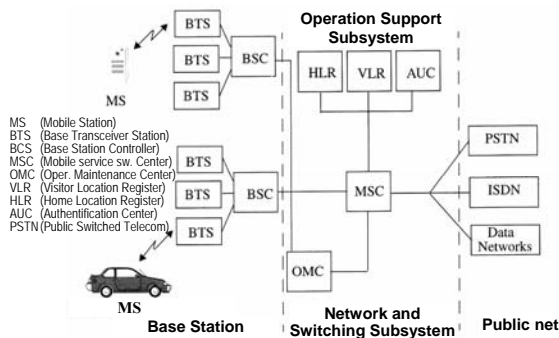 Operation Support
Subsystem
BTS
BTS
BTS
BSC
MS
HLR
VLR
AUC
MS (Mobile Station)
BTS (Base Transceiver Station)
BCS (Base Station Controller)
MSC (Mobile service sw. Center)
OMC (Oper. Maintenance Center)
VLR (Visitor Location Register)
HLR (Home Location Register)
AUC (Authentification Center)
PSTN (Public Switched Telecom)
BTS
BTS
BTS
BSC
MSC
OMC
PSTN
ISDN
Data
Networks
MS
Base Station
Network and
Switching Subsystem
Public net